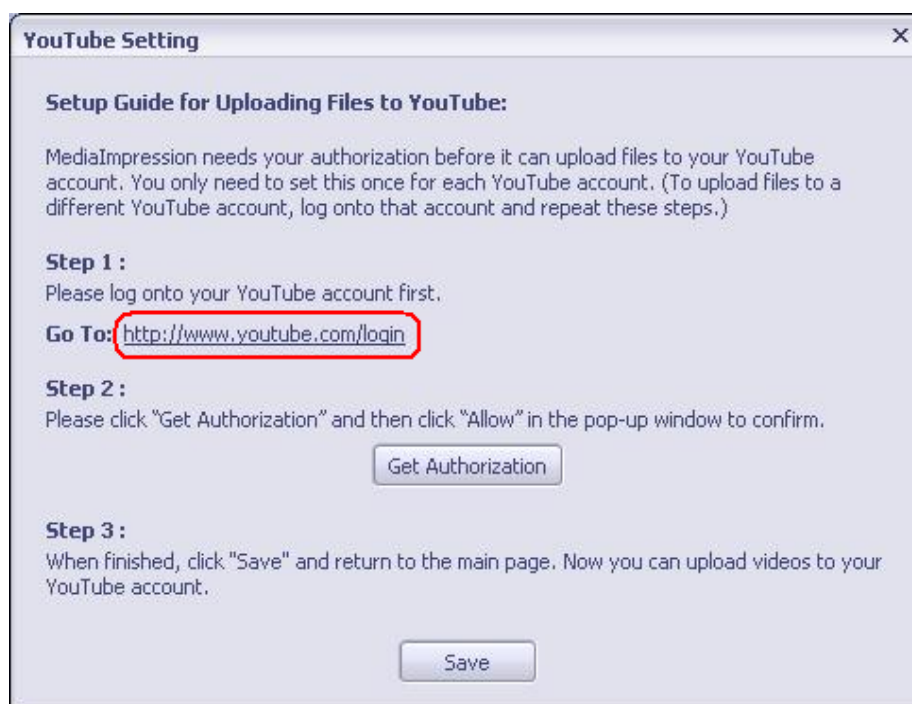 YouTube Setting
Setup Guide for Uploading Files to YouTube:
MediaImpression needs your authorization before it can upload files to your YouTube
account. You only need to set this once for each YouTube account. (To upload files to a
different YouTube account, log onto that account and repeat these steps.)
Step 1 :
Please log onto your YouTube account first.
Go To: http://www.youtube.com/login
Step 2 :
Please click “Get Authorization” and then click “Allow” in the pop-up window to confirm.
Get Authorization
Step 3 :
When finished, click "Save" and return to the main page. Now you can upload videos to your
YouTube account.
Save